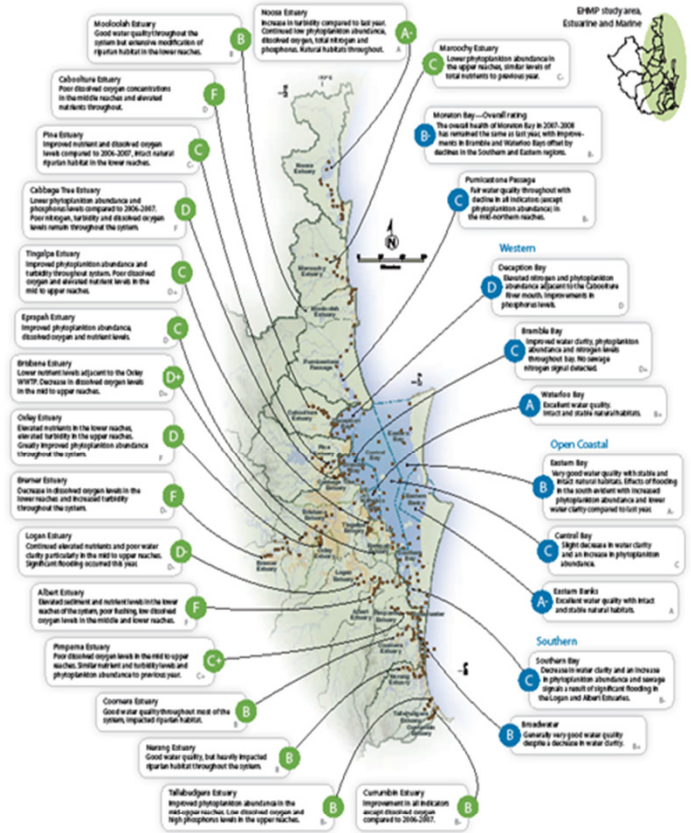 EHMP study area,
Estuarine and Marine
Noosa Estuary
Increase in turbidity compared to last year.
Continued low phytoplankton abundance,
dissolved oxygen, total nitrogen and
phosphorus. Natural habitats throughout.
A
A-
Mooloolah Estuary
Good water quality throughout the
system but extensive modification of
riparian habitat in the lower reaches.
B
B
Maroochy Estuary
Lower phytoplankton abundance in
the upper reaches, similar levels of
total nutrients to previous year.
C-
C
Caboolture Estuary
Poor dissolved oxygen concentrations
in the middle reaches and elevated
nutrients throughout.
D
F
Moreton Bay—Overall rating
The overall health of Moreton Bay in 2007-2008
has remained the same as last year, with improve-
ments in Bramble and Waterloo Bays offset by
declines in the Southern and Eastern regions.
B-
B-
Pine Estuary
Improved nutrient and dissolved oxygen
levels compared to 2006-2007, intact natural
riparian habitat in the lower reaches.
C
Pumicestone Passage
Fair water quality throughout with
decline in all indicators (except
phytoplankton abundance) in
the mid-northern reaches.
B-
C
Cabbage Tree Estuary
Lower phytoplankton abundance and
phosphorus levels compared to 2006-2007.
Poor nitrogen, turbidity and dissolved oxygen
levels remain throughout the system.
F
D
Western
Deception Bay
Elevated nitrogen and phytoplankton
abundance adjacent to the Caboolture
River mouth. Improvements in
phosphorus levels.
D
D
Tingalpa Estuary
Improved phytoplankton abundance and
turbidity throughout system. Poor dissolved
oxygen and elevated nutrient levels in the
mid to upper reaches.
D+
C
Bramble Bay
Improved water clarity, phytoplankton
abundance and nitrogen levels
throughout bay. No sewage
nitrogen signal detected.
D+
C
Eprapah Estuary
Improved phytoplankton abundance,
dissolved oxygen and nutrient levels.
C
Waterloo Bay
Excellent water quality.
Intact and stable natural habitats.
B+
A
Brisbane Estuary
Lower nutrient levels adjacent to the Oxley
WWTP. Decrease in dissolved oxygen levels
in the mid to upper reaches.
D+
D+
Open Coastal
Eastern Bay
Very good water quality with stable and
intact natural habitats. Effects of flooding
in the south evident with increased
phytoplankton abundance and lower
water clarity compared to last year.
A-
B
Oxley Estuary
Elevated nutrients in the lower reaches,
elevated turbidity in the upper reaches.
Greatly improved phytoplankton abundance
throughout the system.
F
D
Central Bay
Slight decrease in water clarity
and an increase in phytoplankton
abundance.
C
C
Bremer Estuary
Decrease in dissolved oxygen levels in the
lower reaches and increased turbidity
throughout the system.
F
Eastern Banks
Excellent water quality with intact
and stable natural habitats.
A
A-
Logan Estuary
Continued elevated nutrients and poor water
clarity particularly in the mid to upper reaches.
Significant flooding occurred this year.
D-
D-
Albert Estuary
Elevated sediment and nutrient levels in the lower
reaches of the system, poor flushing, low dissolved
oxygen levels in the middle and lower reaches.
F
F
Southern
Southern Bay
Decrease in water clarity and an increase
in phytoplankton abundance and sewage
signals a result of significant flooding in
the Logan and Albert Estuaries.
B-
C
Pimpama Estuary
Poor dissolved oxygen levels in the mid to upper
reaches. Similar nutrient and turbidity levels and
phytoplankton abundance to previous year.
C+
C+
Broadwater
Generally very good water quality
despite a decrease in water clarity.
B+
B
Coomera Estuary
Good water quality throughout most of the
system, impacted riparian habitat.
B
B
Nerang Estuary
Good water quality, but heavily impacted
riparian habitat throughout the system.
B
B
Tallabudgera Estuary
Improved phytoplankton abundance in the
mid-upper reaches. Low dissolved oxygen and
high phosphorus levels in the upper reaches.
B-
B
Currumbin Estuary
Improvement in all indicators
except dissolved oxygen
compared to 2006-2007.
B-
B
N
Noosa
Estuary
Maroochy
Estuary
Mooloolah
Estuary
Pumicestone
Passage
Caboolture
Estuary